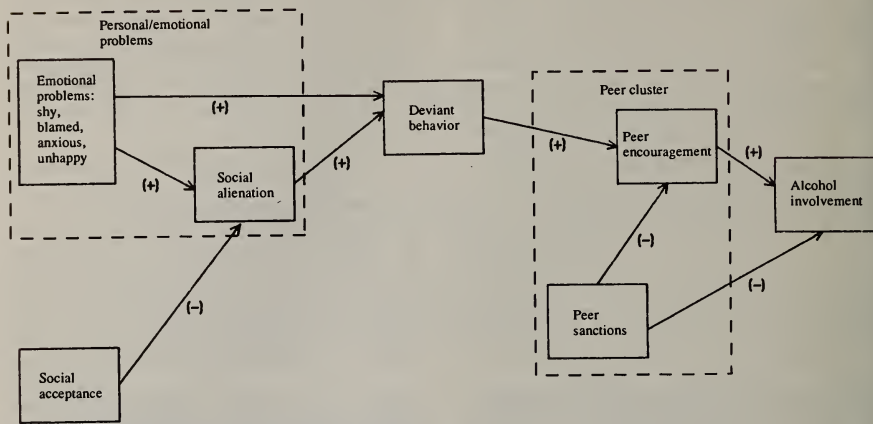 Personal/emotional
problems
Emotional
problems:
shy,
blamed,
anxious,
unhappy
(+)
(+)
Social
alienation
(+)
(−)
Social
acceptance
Deviant
behavior
(+)
Peer cluster
Peer
encouragement
(+)
(−)
Peer
sanctions
(−)
Alcohol
involvement